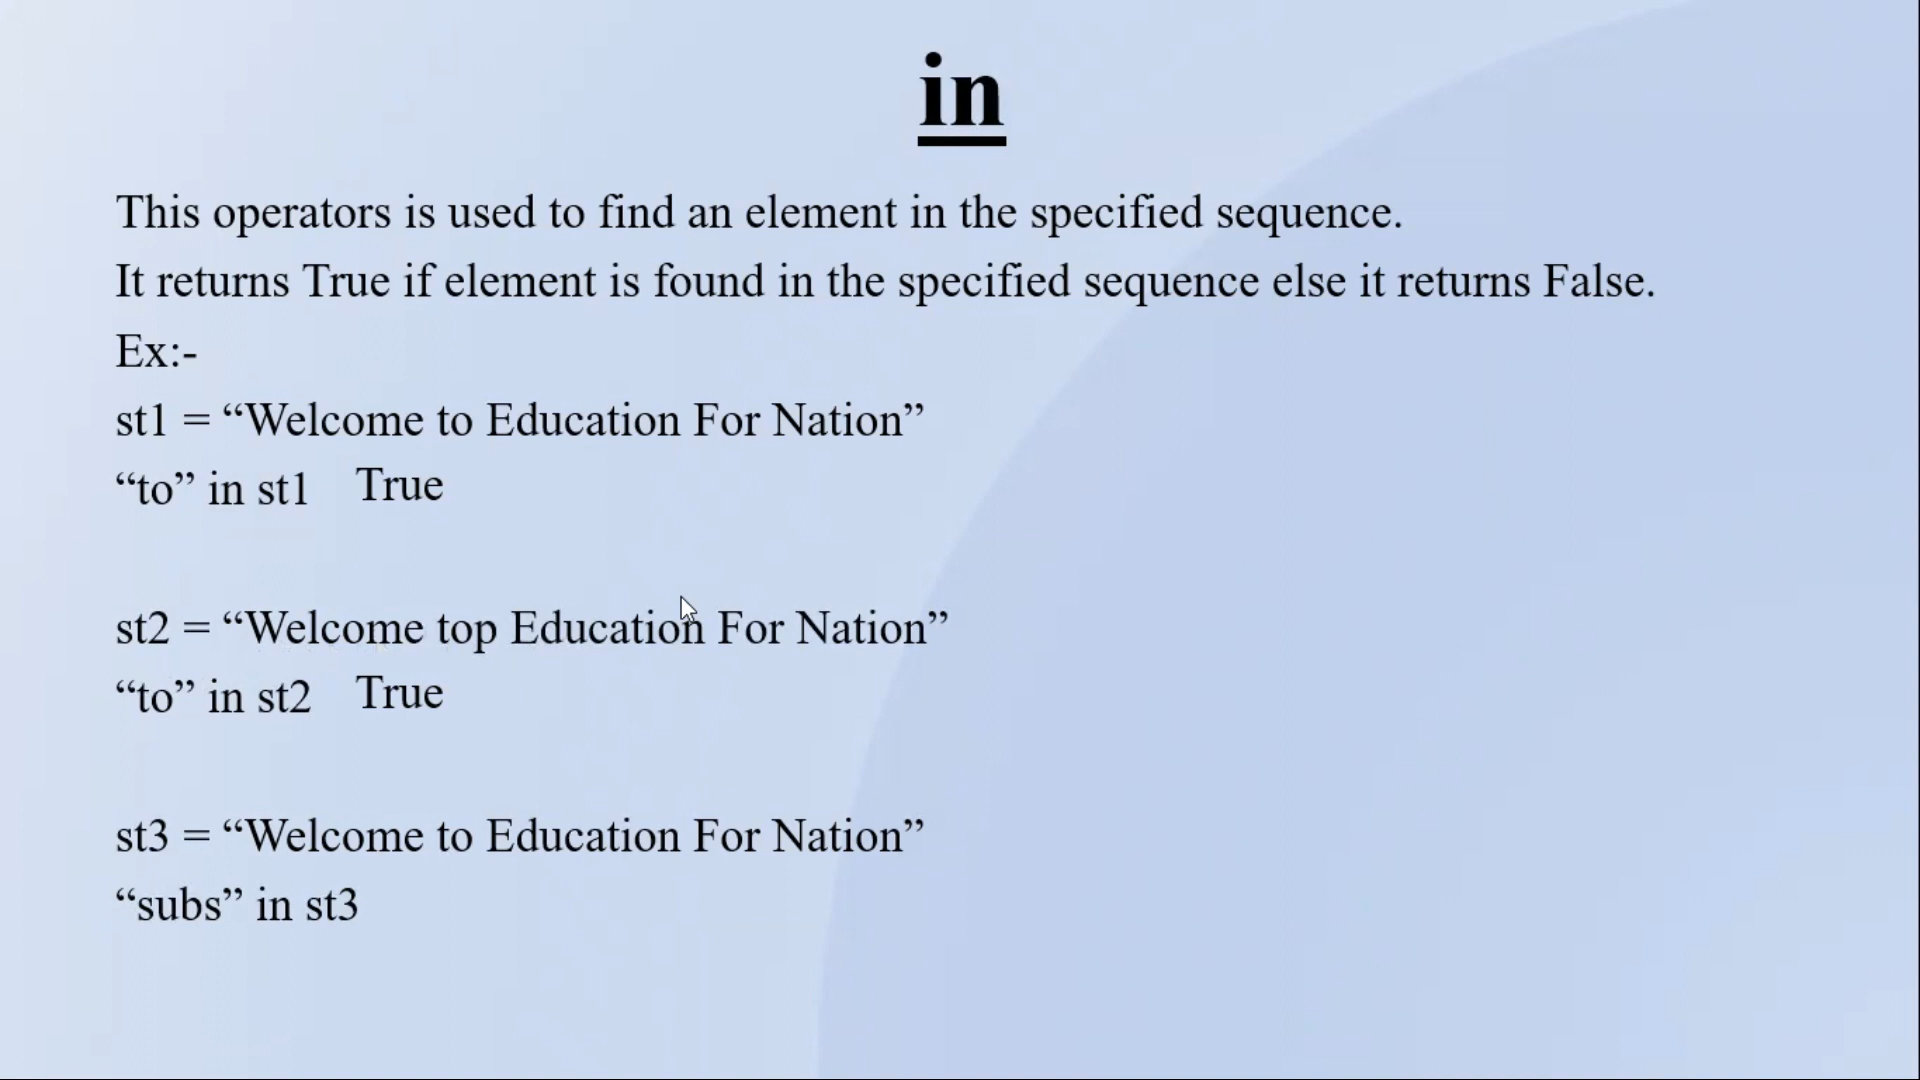 in
This operators is used to find an element in the specified sequence.
It returns True if element is found in the specified sequence else it returns False.
Ex:-
st1 = “Welcome to Education For Nation”
“to” in st1 True
st2 = “Welcome top Education For Nation”
“to” in st2 True
st3 = “Welcome to Education For Nation”
“subs” in st3